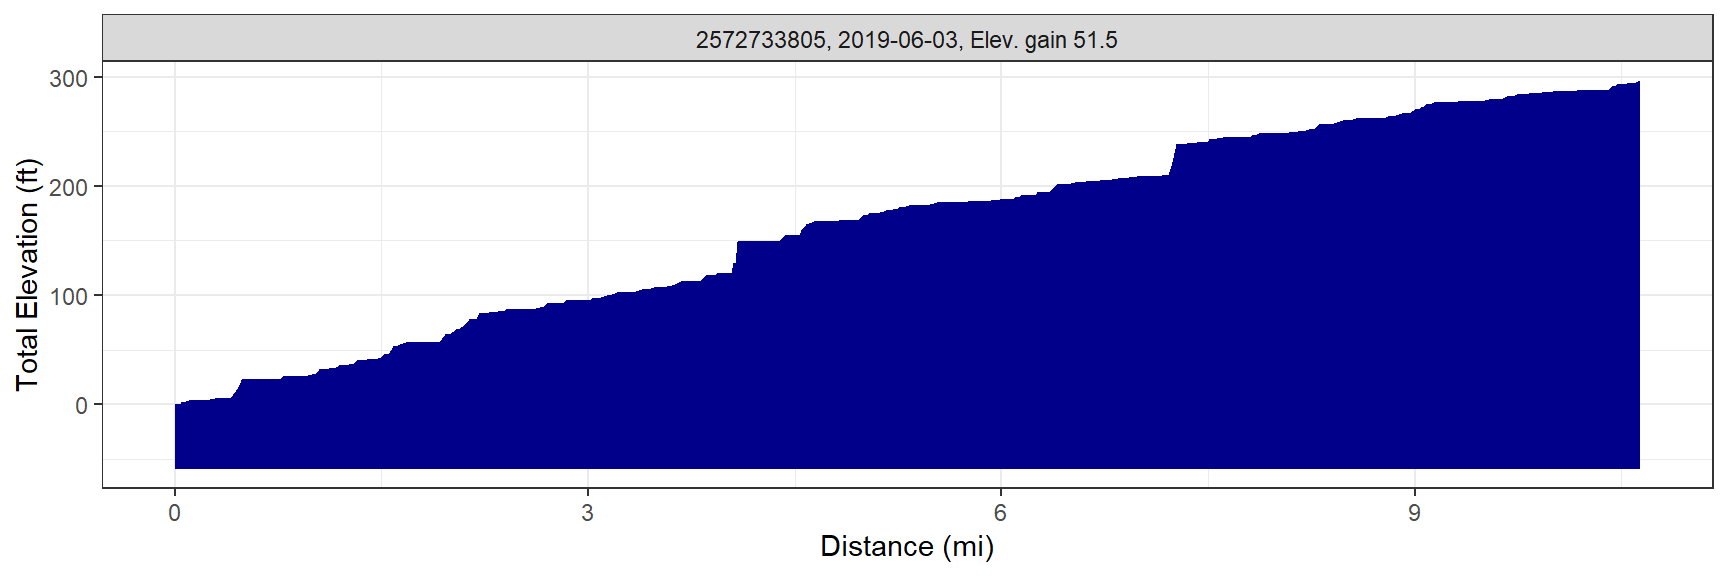 2572733805, 2019-06-03, Elev. gain 51.5
Total Elevation (ft)
300
200
100
0
0 3 6 9
Distance (mi)